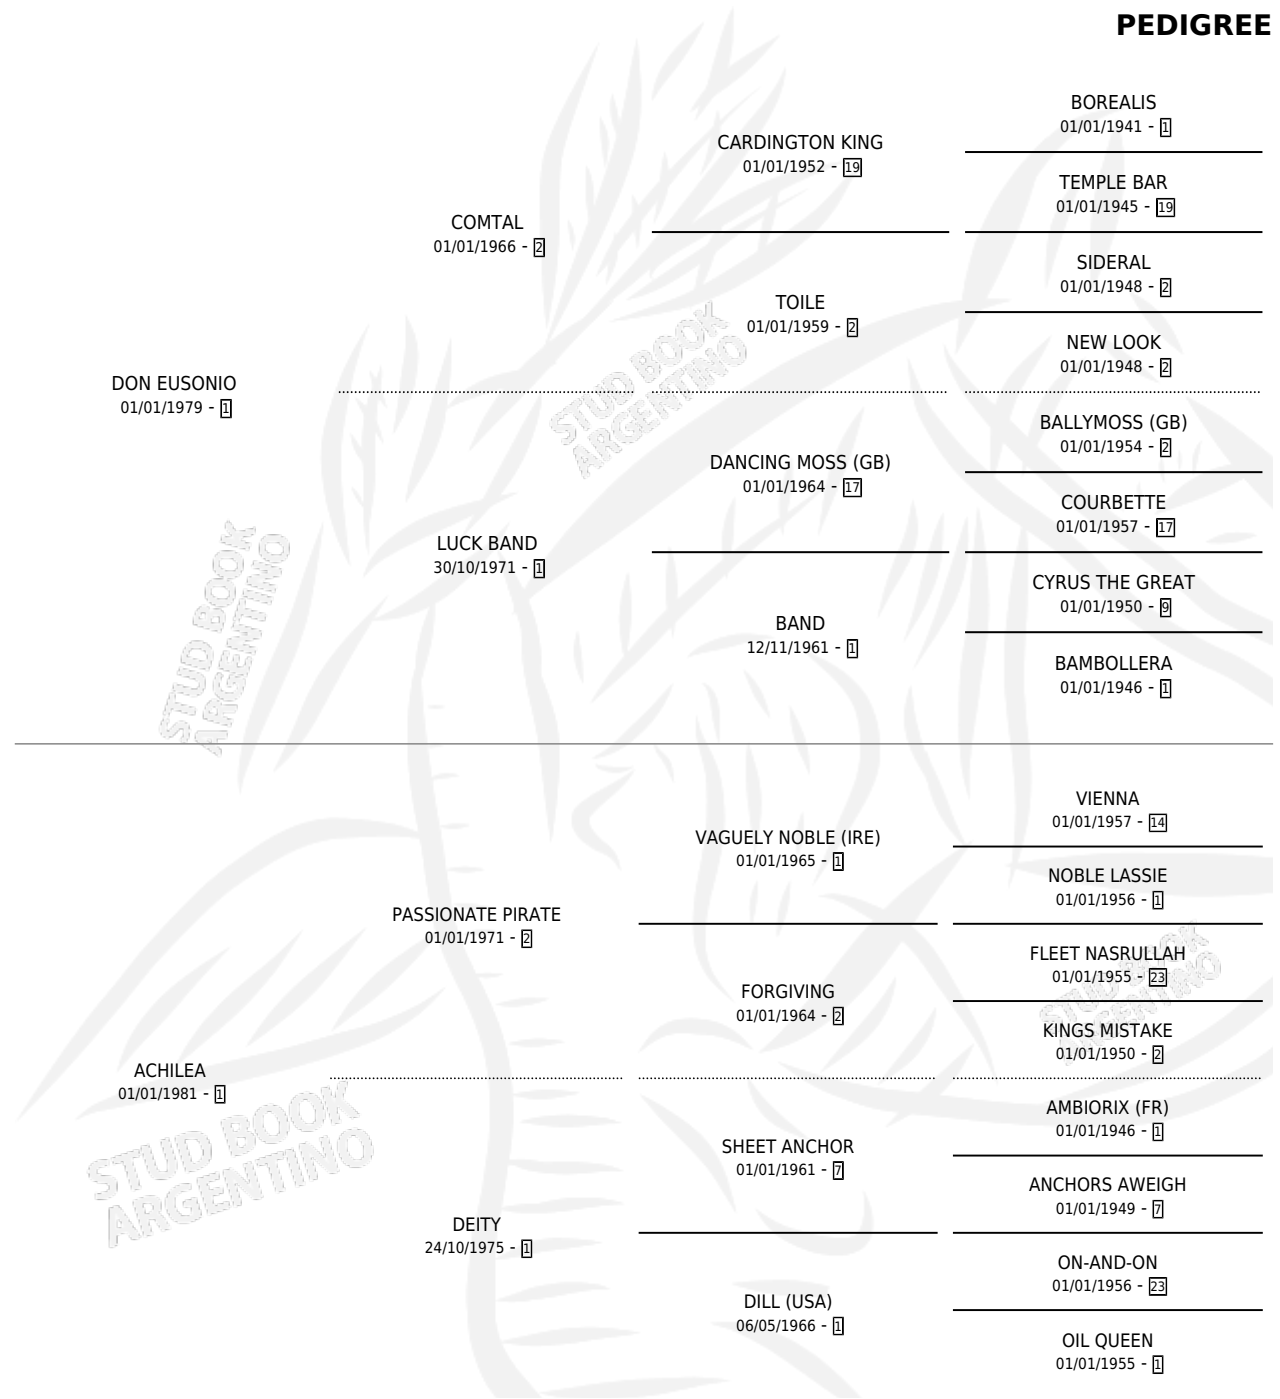 PEDIGREE
BOREALIS
01/01/1941 - 1
CARDINGTON KING
01/01/1952 - 19
TEMPLE BAR
01/01/1945 - 19
COMTAL
01/01/1966 - 2
SIDERAL
01/01/1948 - 2
TOILE
01/01/1959 - 2
NEW LOOK
01/01/1948 - 2
DON EUSONIO
01/01/1979 - 1
BALLYMOSS (GB)
01/01/1954 - 2
DANCING MOSS (GB)
01/01/1964 - 17
COURBETTE
01/01/1957 - 17
LUCK BAND
30/10/1971 - 1
CYRUS THE GREAT
01/01/1950 - 9
BAND
12/11/1961 - 1
BAMBOLLERA
01/01/1946 - 1
VIENNA
01/01/1957 - 14
VAGUELY NOBLE (IRE)
01/01/1965 - 1
NOBLE LASSIE
01/01/1956 - 1
PASSIONATE PIRATE
01/01/1971 - 2
FLEET NASRULLAH
01/01/1955 - 23
FORGIVING
01/01/1964 - 2
KINGS MISTAKE
01/01/1950 - 2
ACHILEA
01/01/1981 - 1
AMBIORIX (FR)
01/01/1946 - 1
SHEET ANCHOR
01/01/1961 - 7
ANCHORS AWEIGH
01/01/1949 - 7
DEITY
24/10/1975 - 1
ON-AND-ON
01/01/1956 - 23
DILL (USA)
06/05/1966 - 1
OIL QUEEN
01/01/1955 - 1
STUD BOOK
ARGENTINO
STUD BOOK
ARGENTINO
STUD BOOK
ARGENTINO
STUD BOOK
ARGENTINO